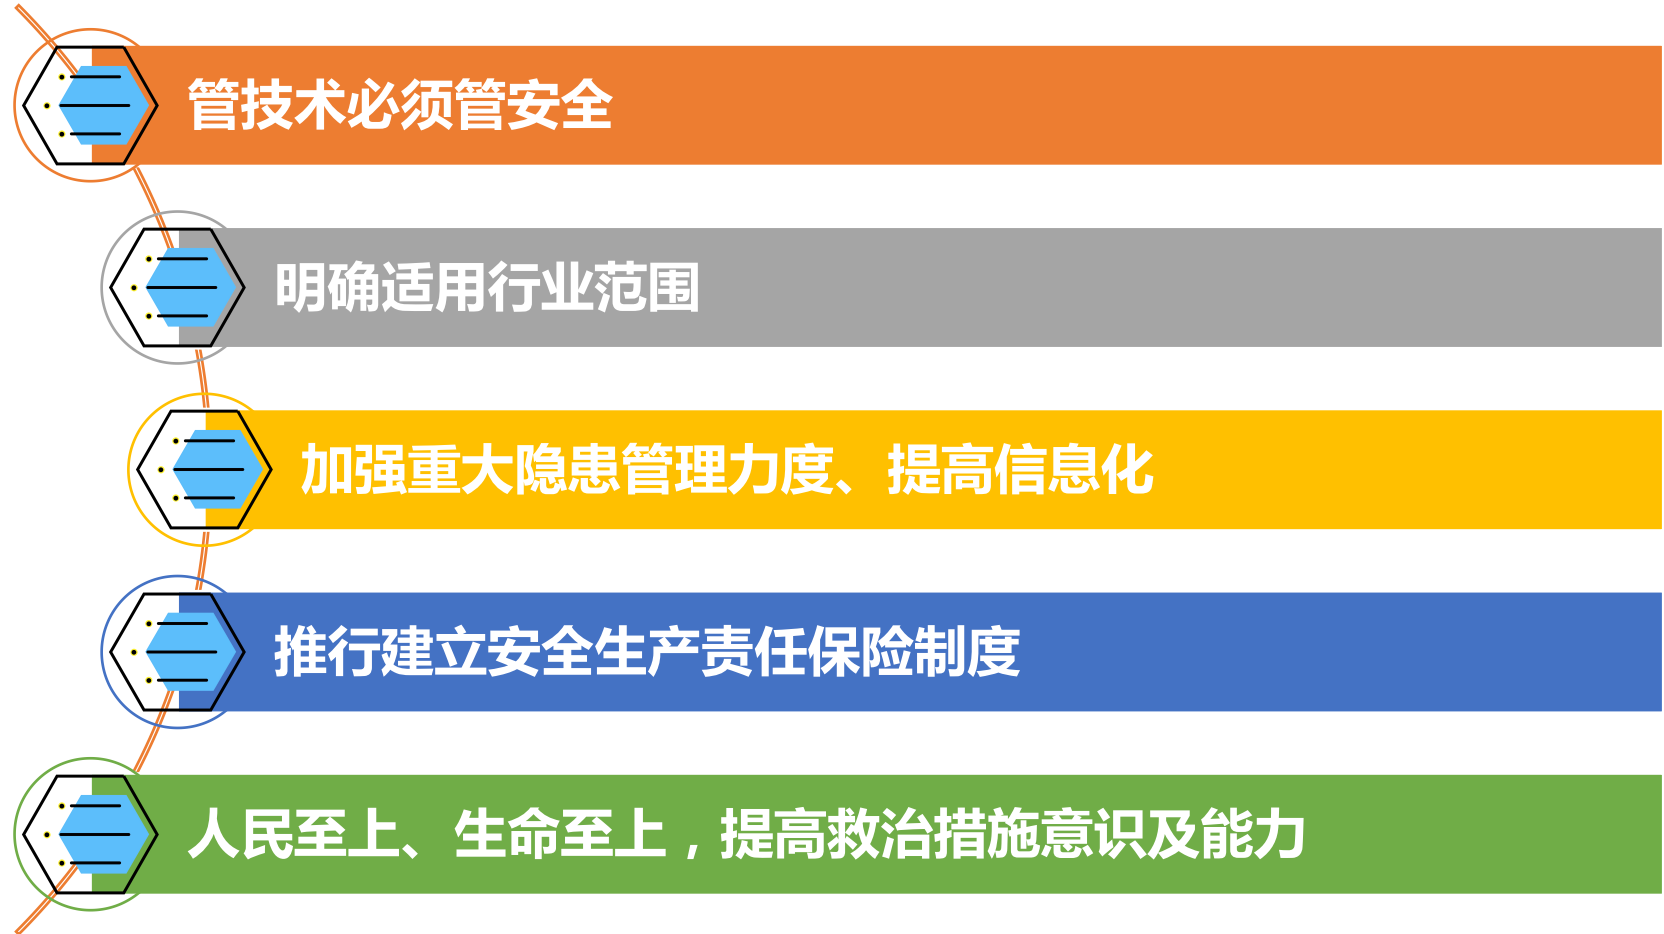 管技术必须管安全
明确适用行业范围
加强重大隐患管理力度、提高信息化
推行建立安全生产责任保险制度
人民至上、生命至上，提高救治措施意识及能力